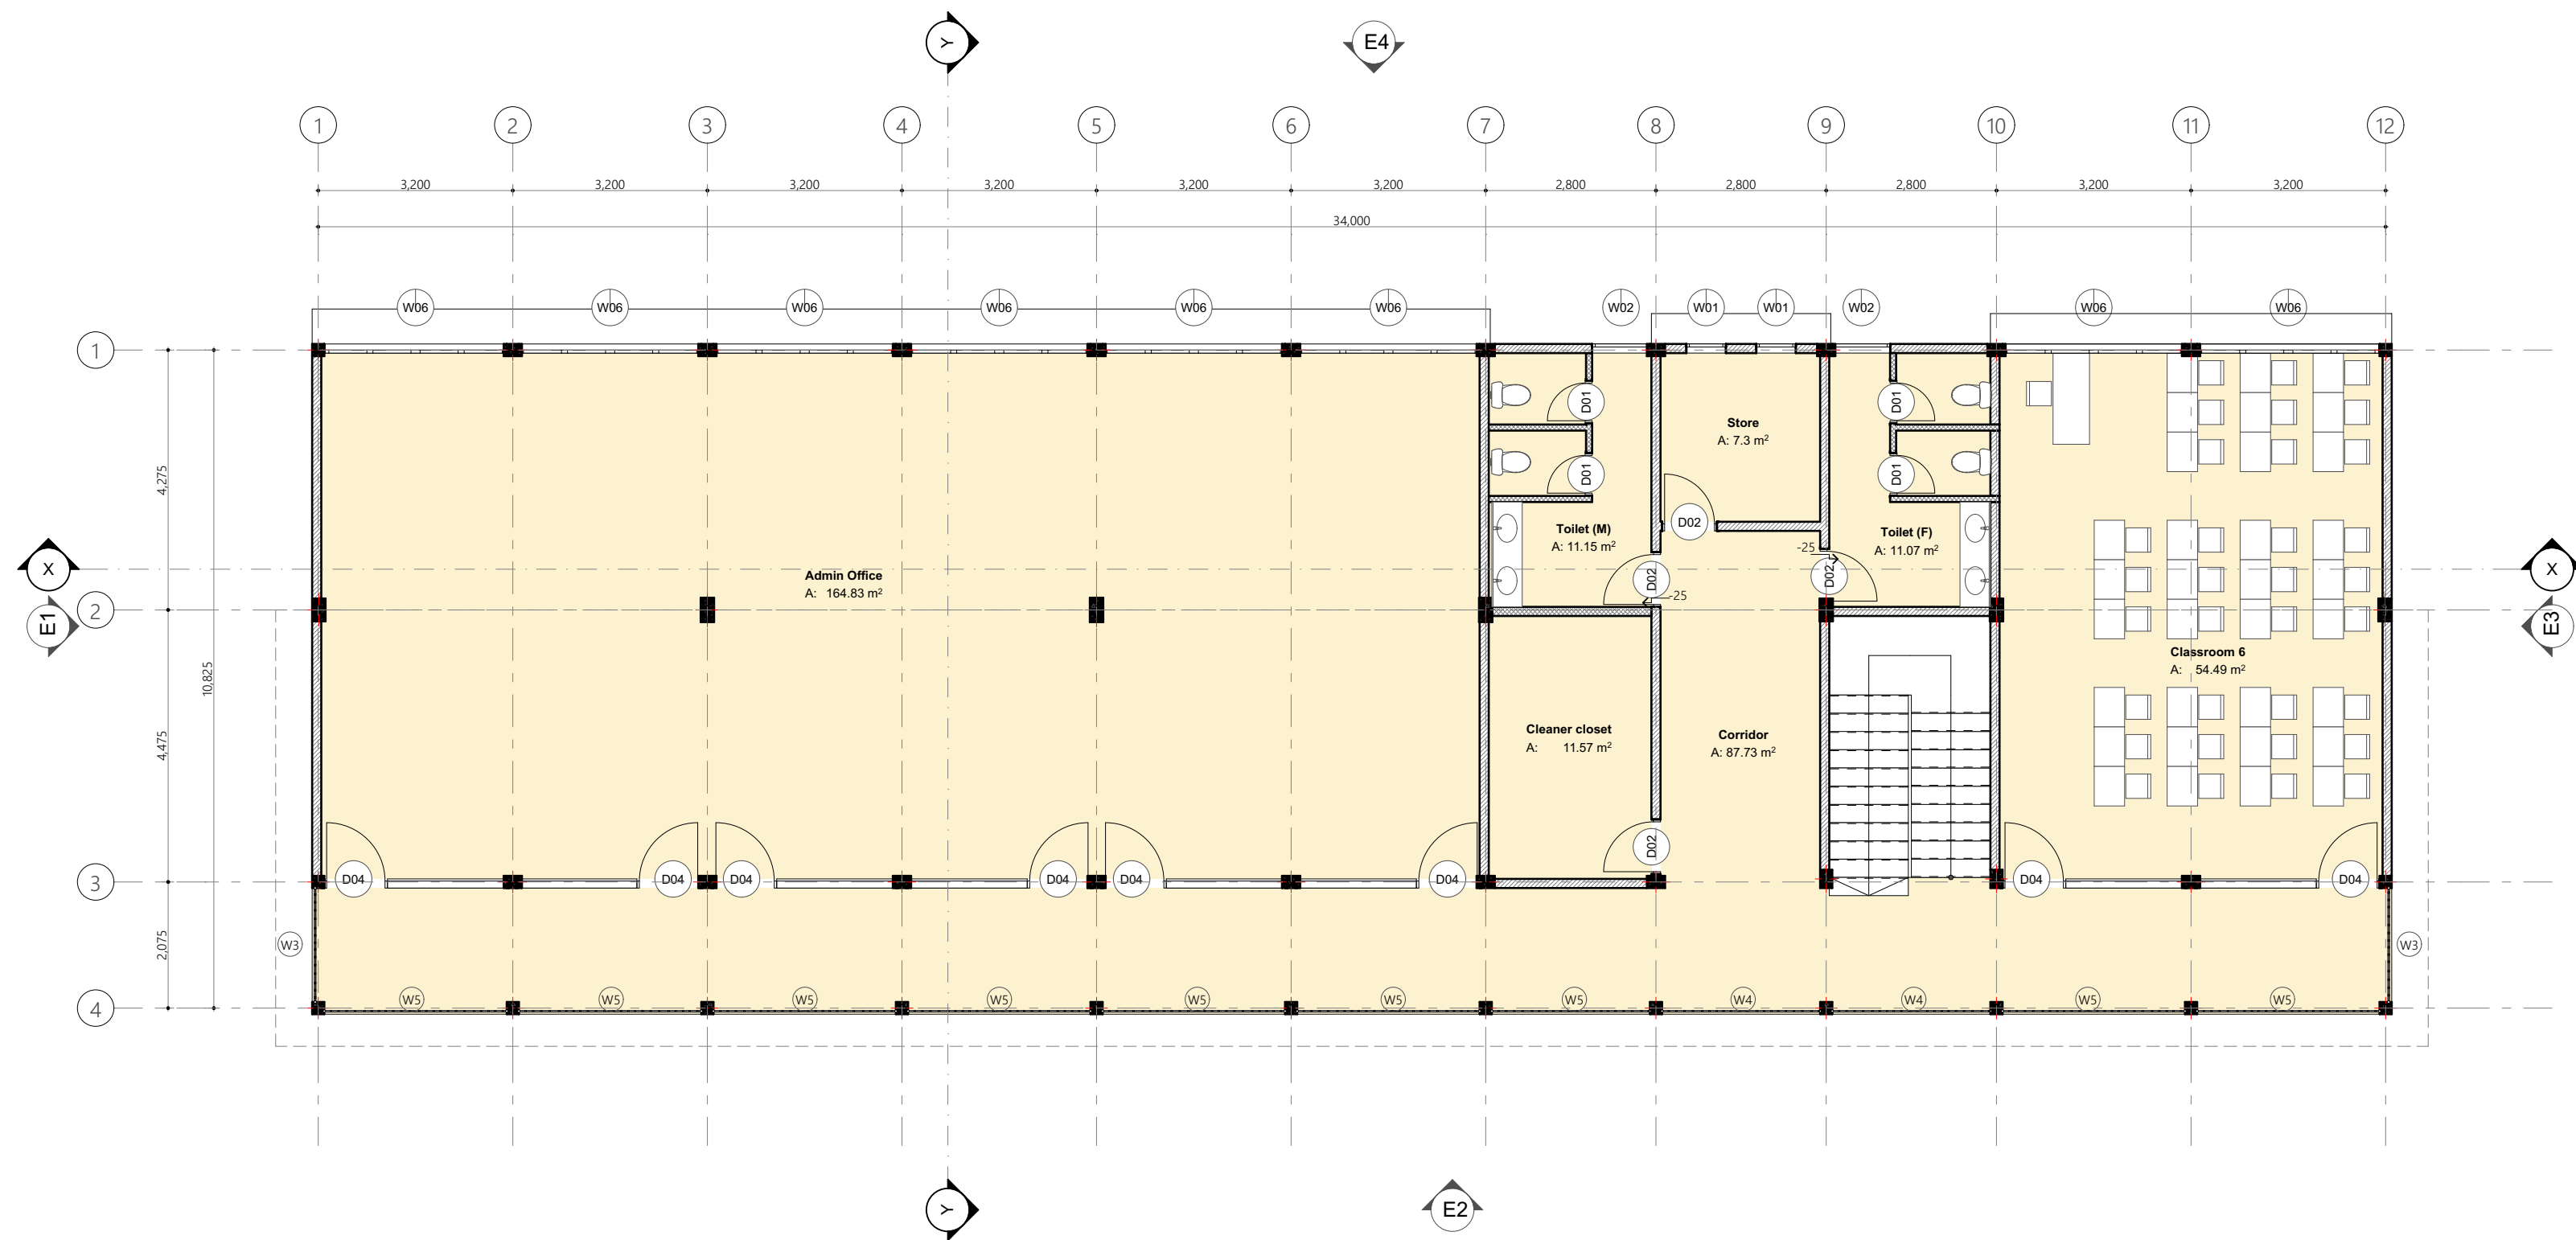 Y
E4
1 2 3 4 5 6 7 8 9 10 11 12
3,200 3,200 3,200 3,200 3,200 3,200 2,800 2,800 2,800 3,200 3,200
34,000
W06 W06 W06 W06 W06 W06 W02 W01 W01 W02 W06 W06
1
D01 D01
Store
A: 7.3 m²
D01 D01
4,275
D02
Toilet (M)
A: 11.15 m²
Toilet (F)
A: 11.07 m²
-25
X X
Admin Office
A: 164.83 m²
D02 D02
-25
E1 2 E3
Classroom 6
A: 54.49 m²
10,825
4,475
Cleaner closet
A: 11.57 m²
Corridor
A: 87.73 m²
D02
3
D04 D04 D04 D04 D04 D04 D04 D04
2,075
W3 W3
W5 W5 W5 W5 W5 W5 W5 W4 W4 W5 W5
4
Y
E2